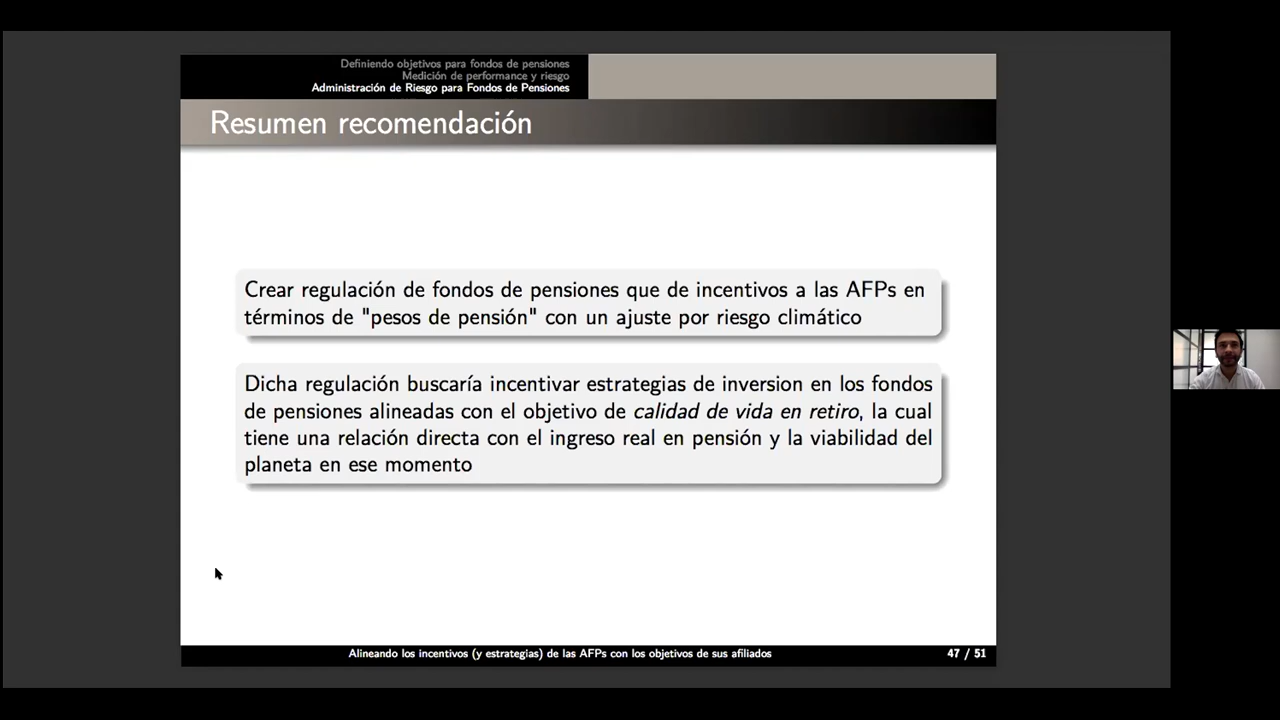 Definiendo objetivos para fondos de pensiones
Medición de performance y riesgo
Administración de Riesgo para Fondos de Pensiones
Resumen recomendación
Crear regulación de fondos de pensiones que de incentivos a las AFPs en
términos de "pesos de pensión" con un ajuste por riesgo climático
Dicha regulación buscaría incentivar estrategias de inversion en los fondos
de pensiones alineadas con el objetivo de calidad de vida en retiro, la cual
tiene una relación directa con el ingreso real en pensión y la viabilidad del
planeta en ese momento
Alineando los incentivos (y estrategias) de las AFPs con los objetivos de sus afiliados
47 / 51